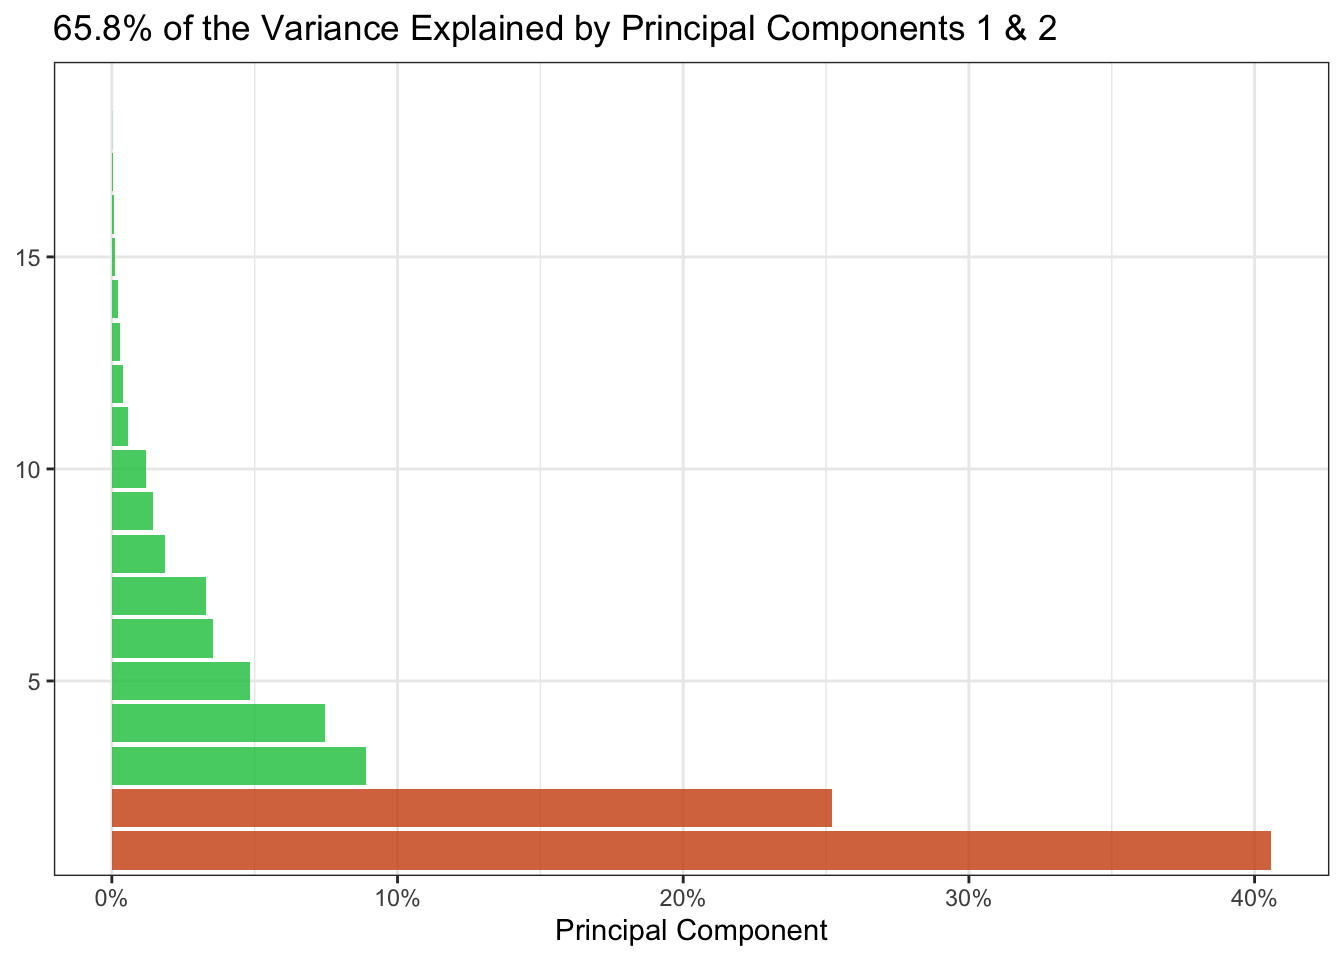 65.8% of the Variance Explained by Principal Components 1 & 2
15
10
5
0% 10% 20% 30% 40%
Principal Component